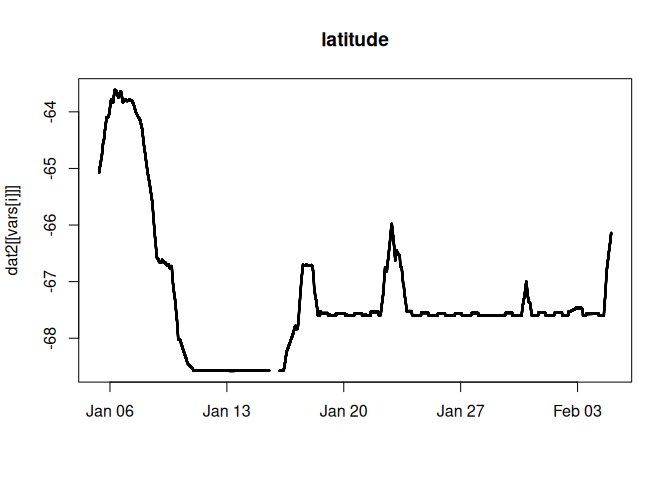 latitude
dat2[[vars[i]]]
-64
-65
-66
-67
-68
Jan 06
Jan 13
Jan 20
Jan 27
Feb 03